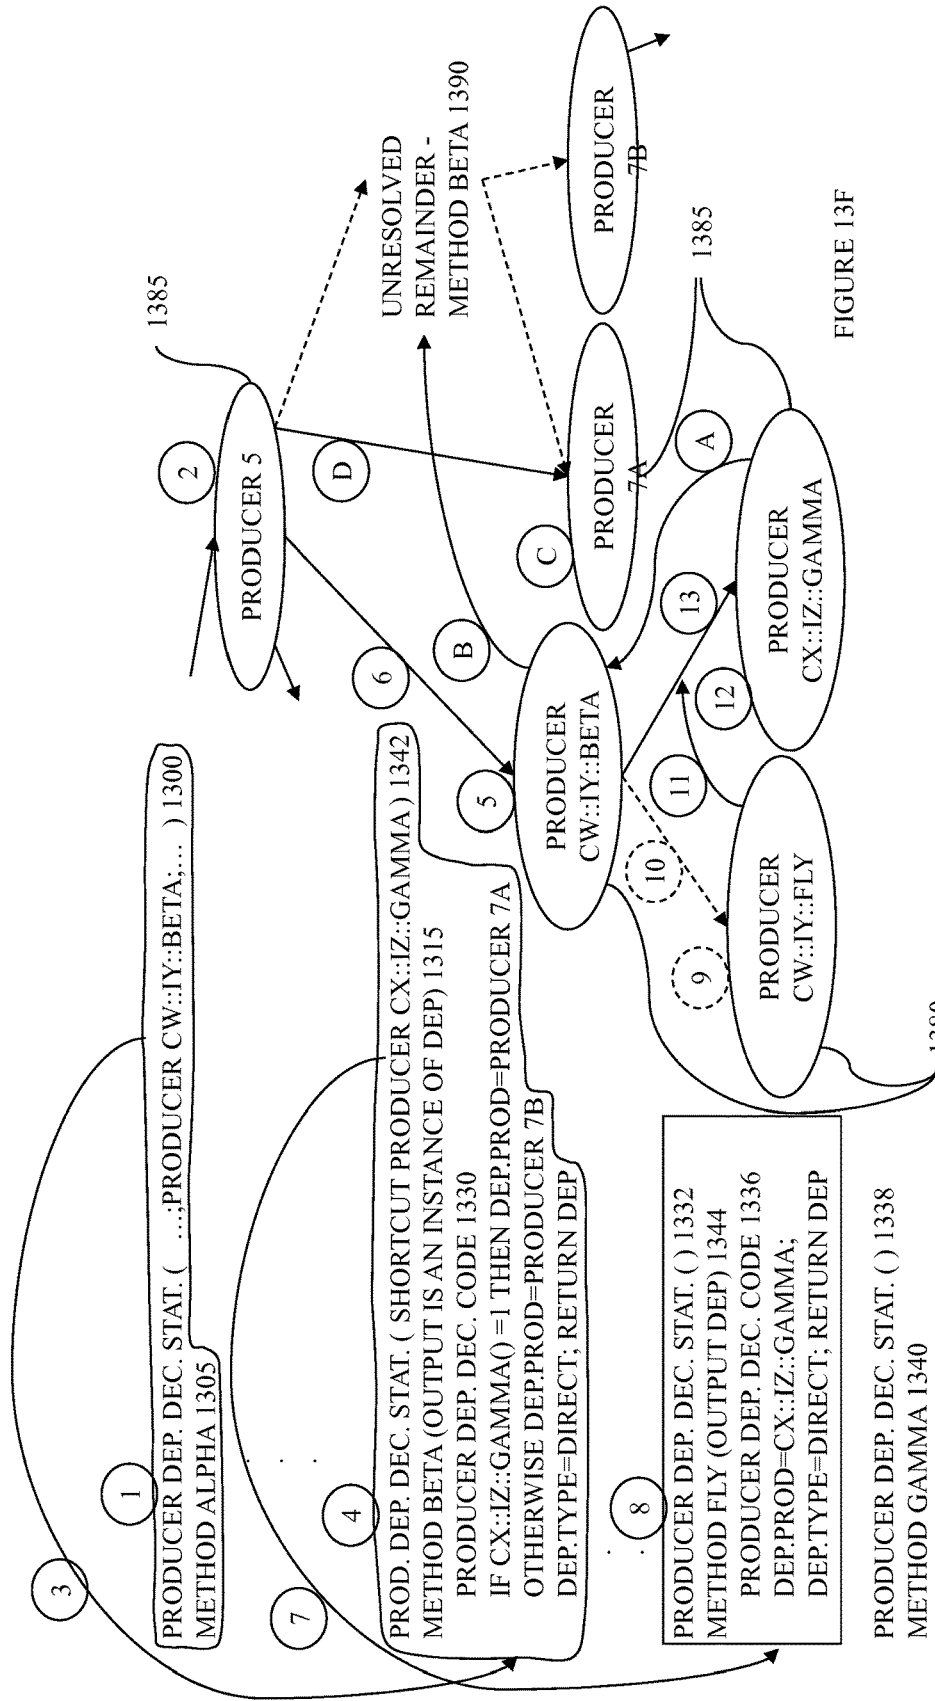 PRODUCER DEP. DEC. STAT. ( ...;PRODUCER CW::IY::BETA;... ) 1300
METHOD ALPHA 1305
PROD. DEP. DEC. STAT. ( SHORTCUT PRODUCER CX::IZ::GAMMA) 1342
METHOD BETA (OUTPUT IS AN INSTANCE OF DEP) 1315
PRODUCER DEP. DEC. CODE 1330
IF CX::IZ::GAMMA() =1 THEN DEP.PROD=PRODUCER 7A
OTHERWISE DEP.PROD=PRODUCER 7B
DEP.TYPE=DIRECT; RETURN DEP
PRODUCER DEP. DEC. STAT. ( ) 1332
METHOD FLY (OUTPUT DEP) 1344
PRODUCER DEP. DEC. CODE 1336
DEP.PROD=CX::IZ::GAMMA;
DEP.TYPE=DIRECT; RETURN DEP
PRODUCER DEP. DEC. STAT. ( ) 1338
METHOD GAMMA 1340
1
2
3
4
5
6
7
8
9
10
11
12
13
A
B
C
D
PRODUCER 5
1385
UNRESOLVED
REMAINDER -
METHOD BETA 1390
PRODUCER
CW::IY::BETA
PRODUCER
7A
PRODUCER
7B
PRODUCER
CW::IY::FLY
PRODUCER
CX::IZ::GAMMA
1385
FIGURE 13F